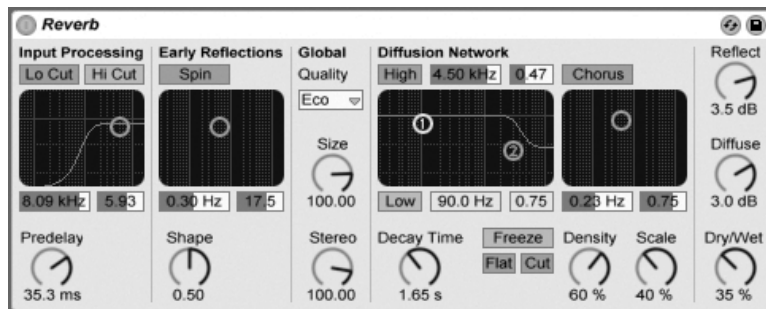 Reverb
Input Processing
Lo Cut Hi Cut
8.09 kHz 5.93
Predelay
35.3 ms
Early Reflections
Spin
0.30 Hz 17.5
Shape
0.50
Global
Quality
Eco
Size
100.00
Stereo
100.00
Diffusion Network
High 4.50 kHz 0.47 Chorus
1
2
Low 90.0 Hz 0.75 0.23 Hz 0.75
Decay Time
1.65 s
Freeze
Flat Cut
Density
60 %
Scale
40 %
Reflect
3.5 dB
Diffuse
3.0 dB
Dry/Wet
35 %